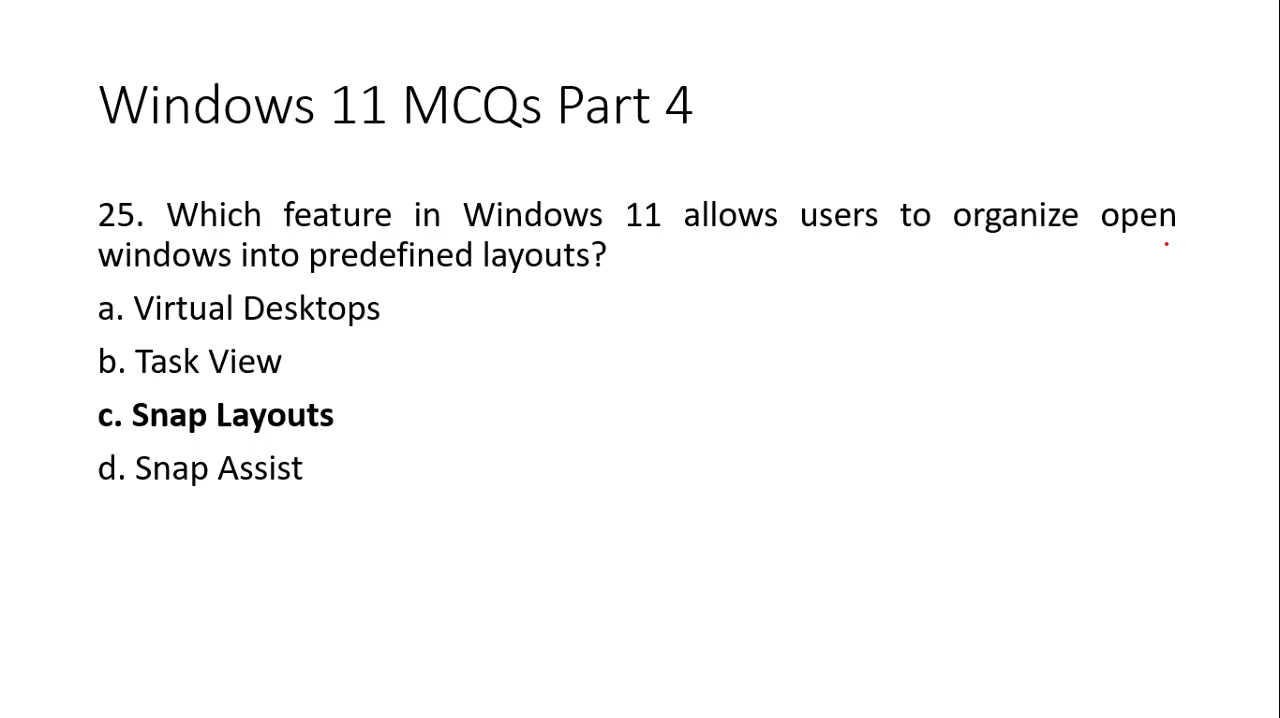 Windows 11 MCQs Part 4
25. Which feature in Windows 11 allows users to organize open
windows into predefined layouts?
a. Virtual Desktops
b. Task View
c. Snap Layouts
d. Snap Assist